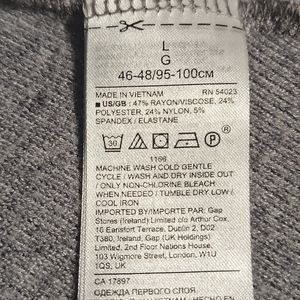 L
G
46-48/95-100см
MADE IN VIETNAM RN 54023
■ US/GB : 47% RAYON/VISCOSE, 24%
POLYESTER, 24% NYLON, 5%
SPANDEX / ELASTANE
30
P
1166
MACHINE WASH COLD GENTLE
CYCLE / WASH AND DRY INSIDE OUT
/ ONLY NON-CHLORINE BLEACH
WHEN NEEDED / TUMBLE DRY LOW /
COOL IRON
IMPORTED BY/IMPORTADO PAR: Gap
Stores (Ireland) Limited c/o Arthur Cox,
10 Earlsfort Terrace, Dublin 2, D02
T380, Ireland, Gap (UK Holdings)
Limited, 2nd Floor Nations House,
103 Wigmore Street, London, W1U
1QS, UK
CA 17897
ОДЕЖДА ПЕРВОГО СЛОЯ